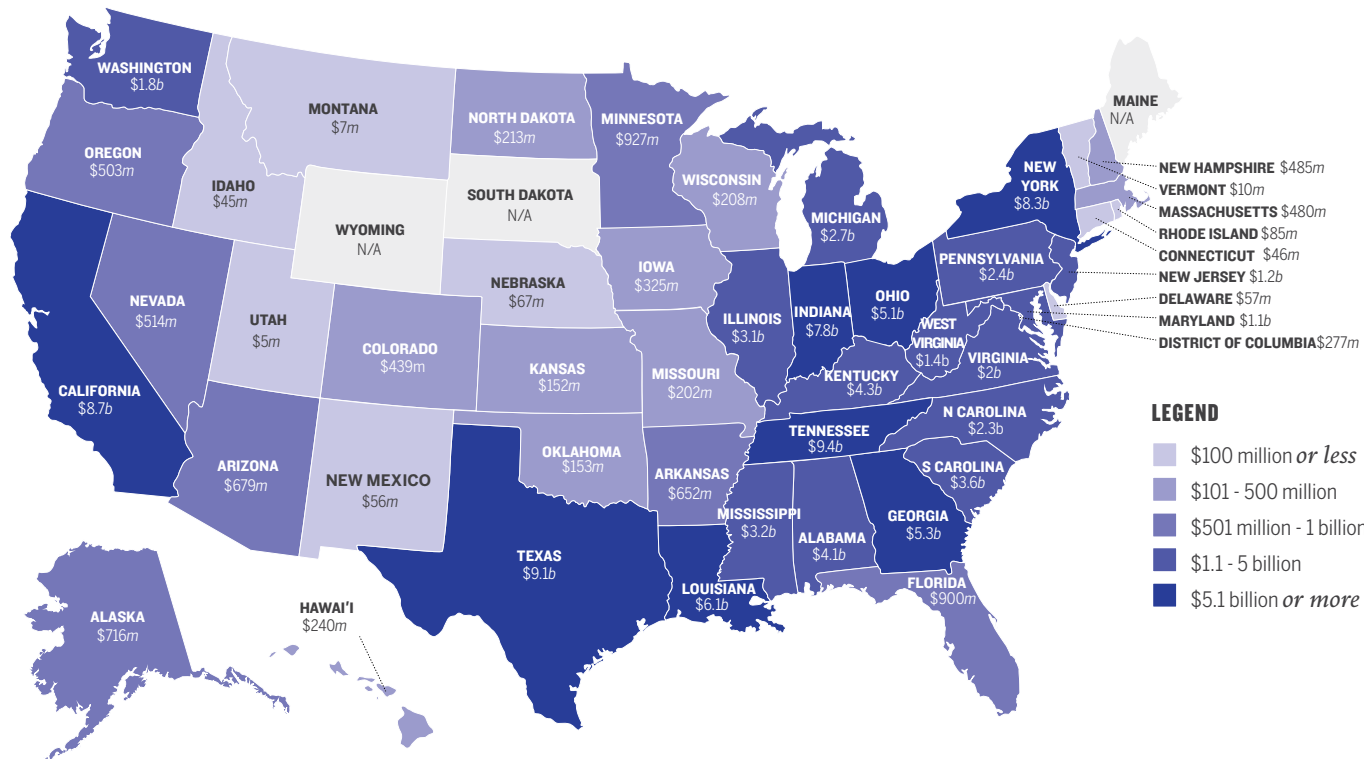 WASHINGTON
$1.8b
OREGON
$503m
CALIFORNIA
$8.7b
NEVADA
$514m
IDAHO
$45m
MONTANA
$7m
WYOMING
N/A
UTAH
$5m
ARIZONA
$679m
COLORADO
$439m
NEW MEXICO
$56m
NORTH DAKOTA
$213m
SOUTH DAKOTA
N/A
NEBRASKA
$67m
KANSAS
$152m
OKLAHOMA
$153m
TEXAS
$9.1b
MINNESOTA
$927m
IOWA
$325m
MISSOURI
$202m
ARKANSAS
$652m
LOUISIANA
$6.1b
WISCONSIN
$208m
ILLINOIS
$3.1b
MICHIGAN
$2.7b
INDIANA
$7.8b
OHIO
$5.1b
KENTUCKY
$4.3b
TENNESSEE
$9.4b
MISSISSIPPI
$3.2b
ALABAMA
$4.1b
GEORGIA
$5.3b
FLORIDA
$900m
S CAROLINA
$3.6b
N CAROLINA
$2.3b
VIRGINIA
$2b
WEST
VIRGINIA
$1.4b
PENNSYLVANIA
$2.4b
NEW
YORK
$8.3b
MAINE
N/A
NEW HAMPSHIRE $485m
VERMONT $10m
MASSACHUSETTS $480m
RHODE ISLAND $85m
CONNECTICUT $46m
NEW JERSEY $1.2b
DELAWARE $57m
MARYLAND $1.1b
DISTRICT OF COLUMBIA $277m
ALASKA
$716m
HAWAI'I
$240m
LEGEND
$100 million or less
$101 - 500 million
$501 million - 1 billion
$1.1 - 5 billion
$5.1 billion or more